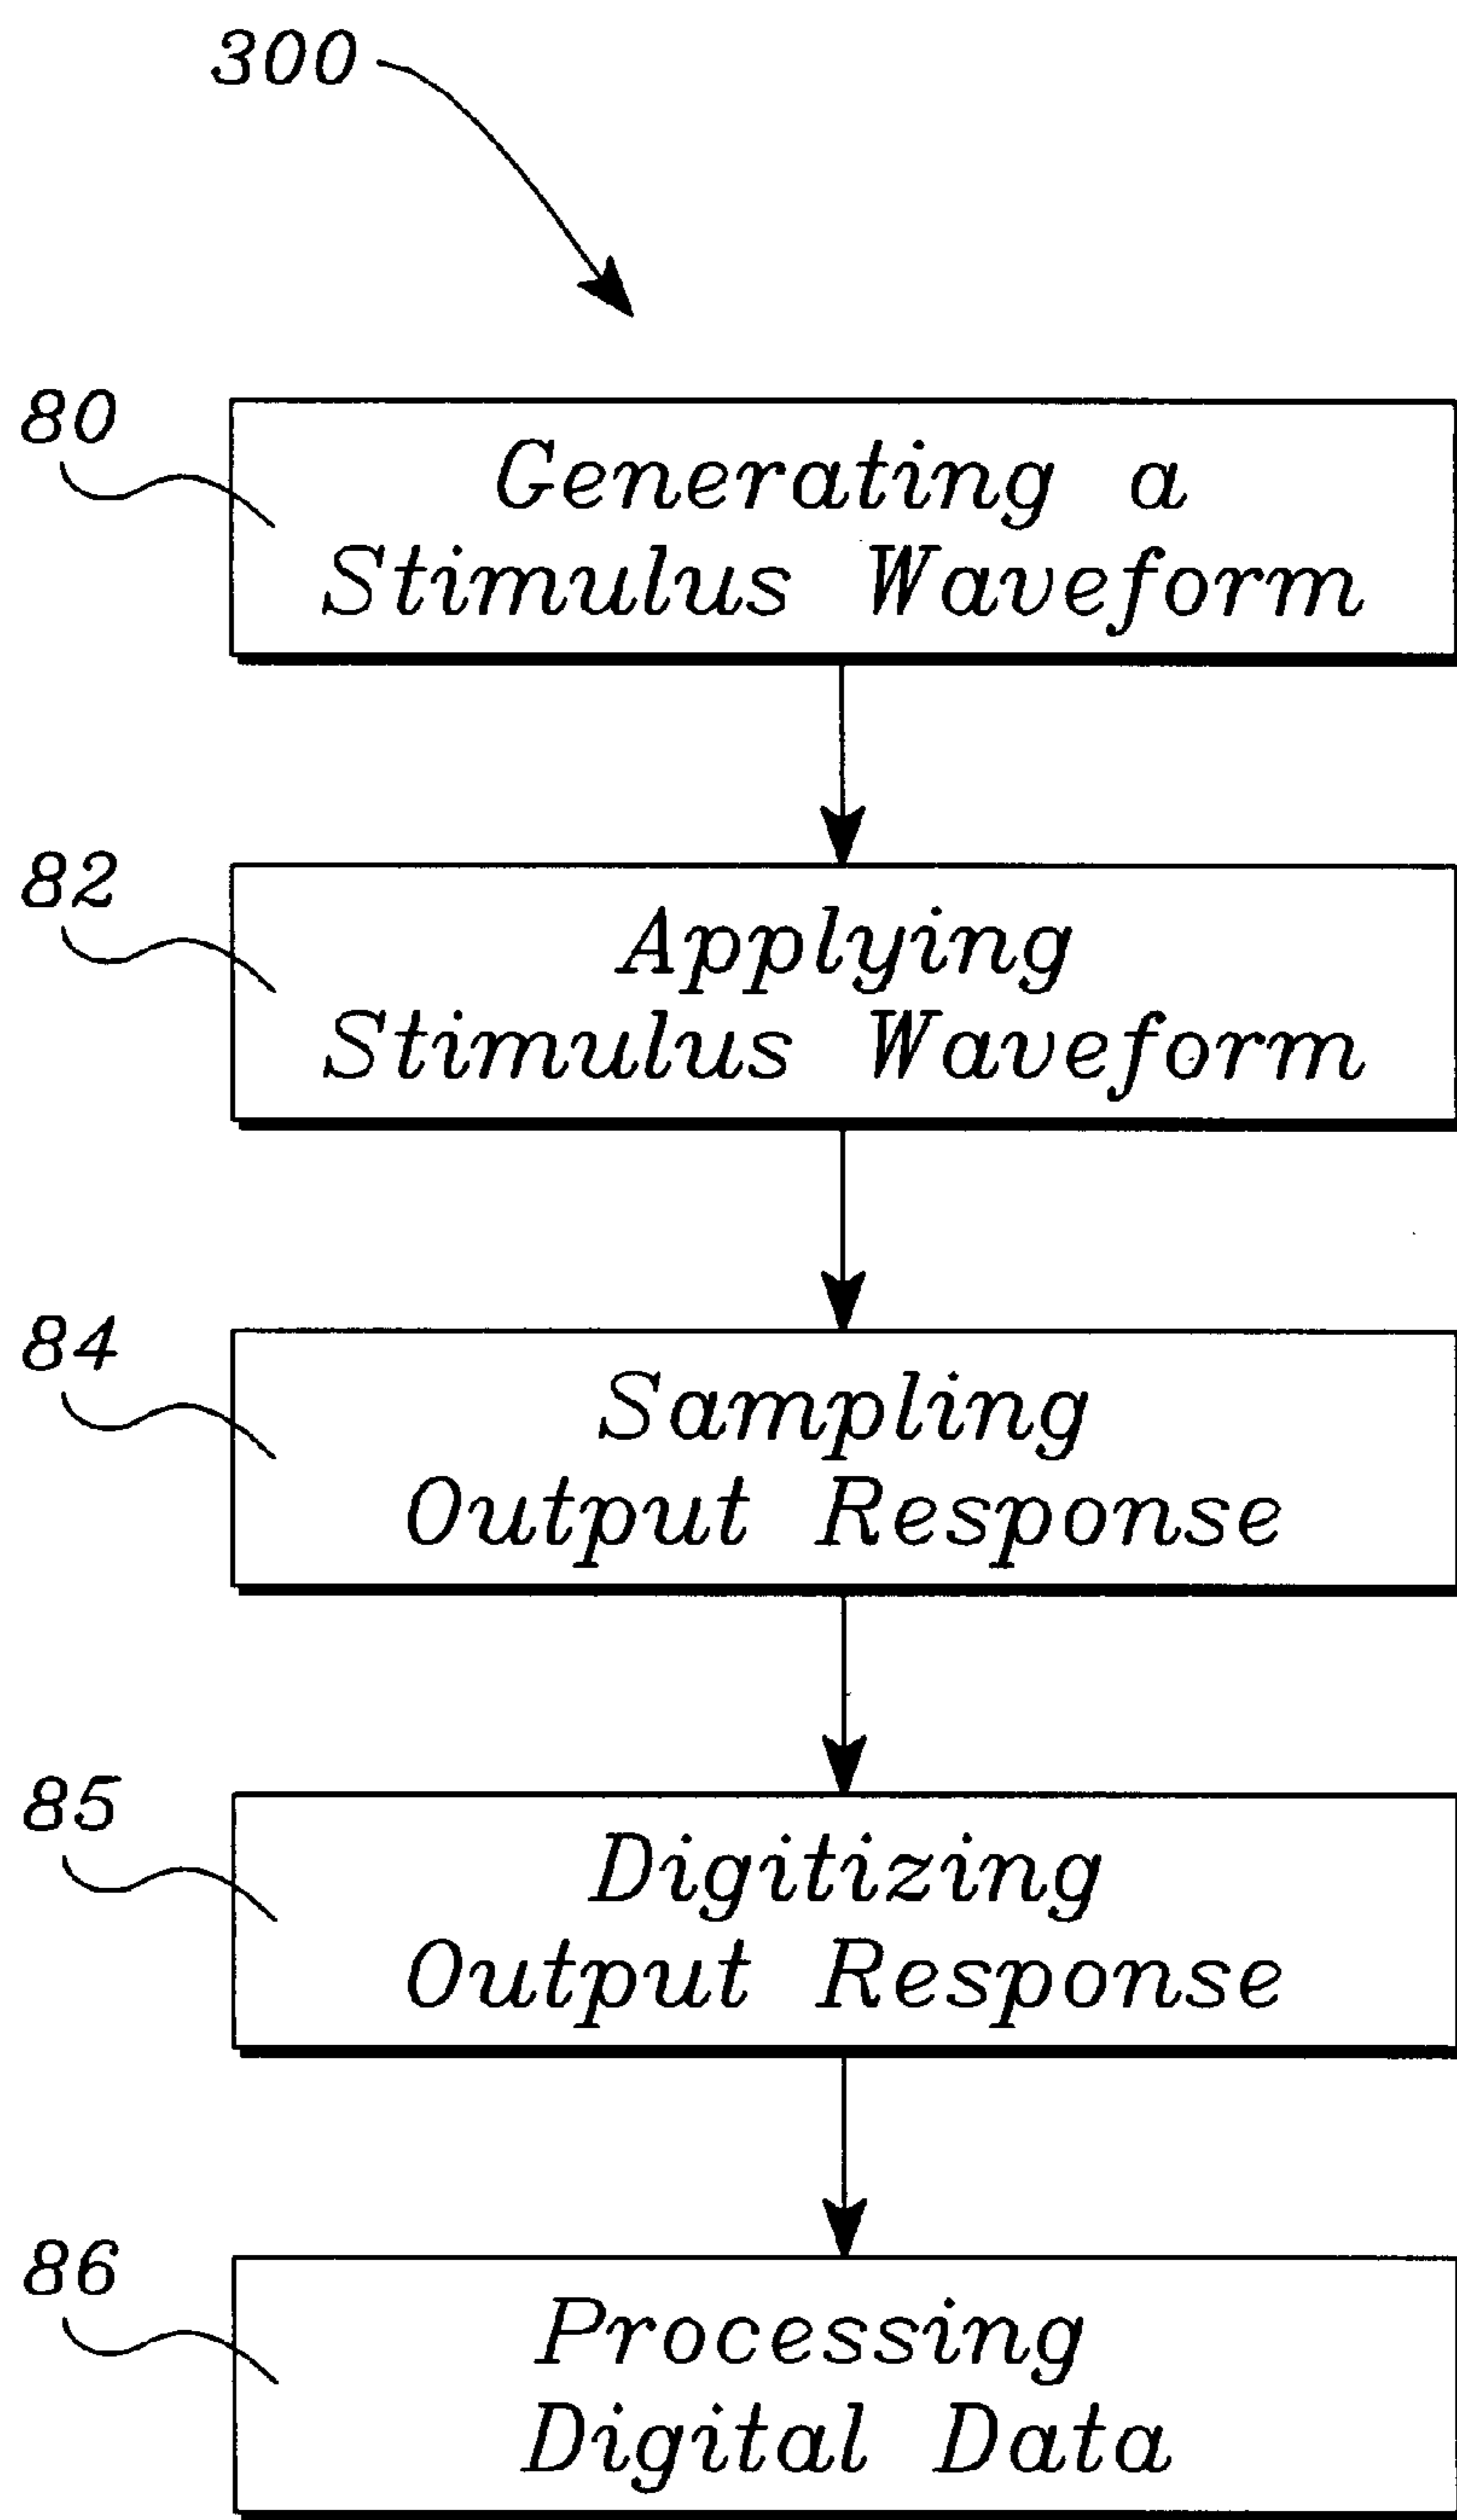 300
80
Generating a
Stimulus Waveform
82
Applying
Stimulus Waveform
84
Sampling
Output Response
85
Digitizing
Output Response
86
Processing
Digital Data